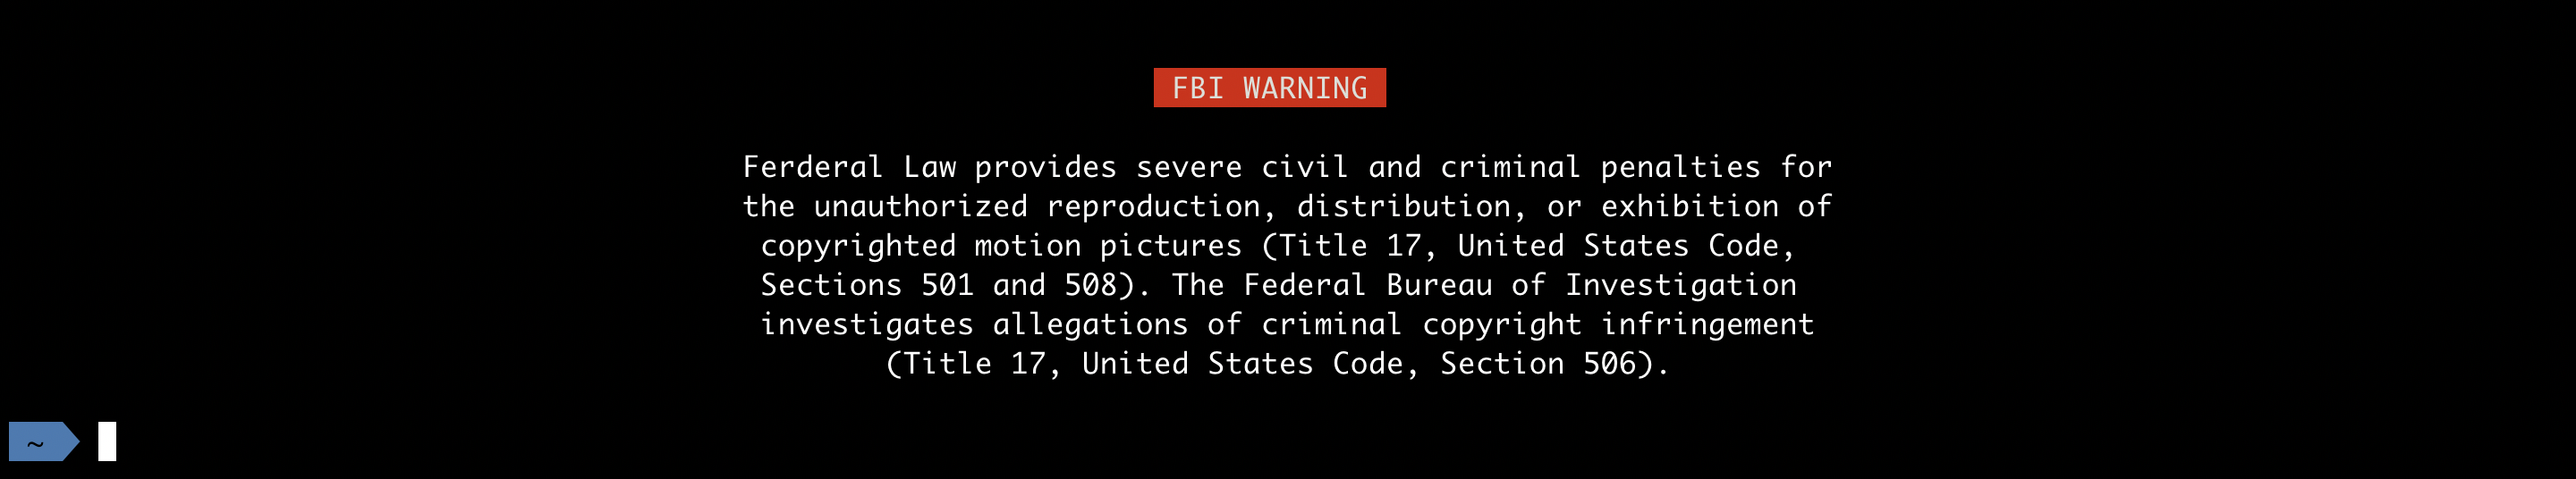 FBI WARNING
Ferderal Law provides severe civil and criminal penalties for
the unauthorized reproduction, distribution, or exhibition of
copyrighted motion pictures (Title 17, United States Code,
Sections 501 and 508). The Federal Bureau of Investigation
investigates allegations of criminal copyright infringement
(Title 17, United States Code, Section 506).
~